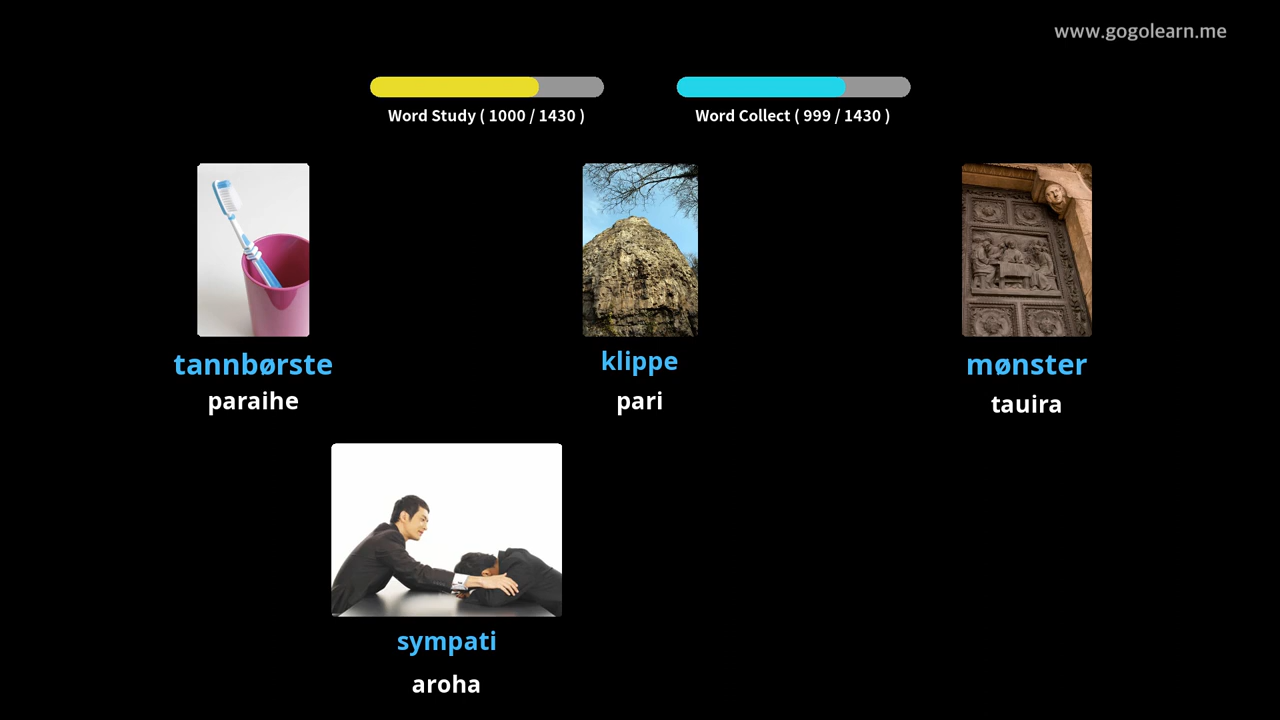 www.gogolearn.me
Word Study ( 1000 / 1430 )
Word Collect ( 999 / 1430 )
tannbørste
paraihe
klippe
pari
mønster
tauira
sympati
aroha